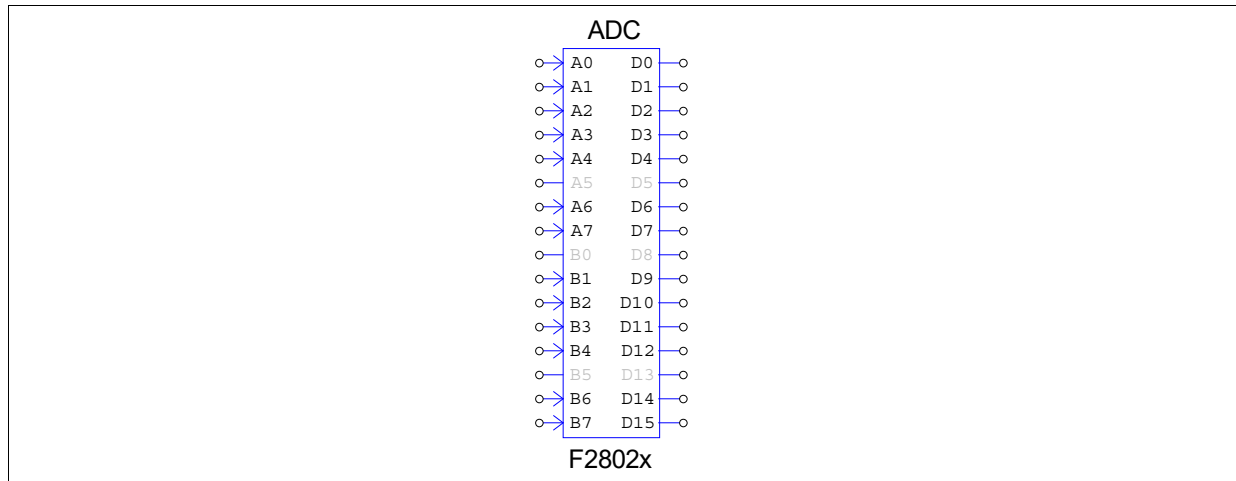 ADC
A0 D0
A1 D1
A2 D2
A3 D3
A4 D4
A5 D5
A6 D6
A7 D7
B0 D8
B1 D9
B2 D10
B3 D11
B4 D12
B5 D13
B6 D14
B7 D15
F2802x